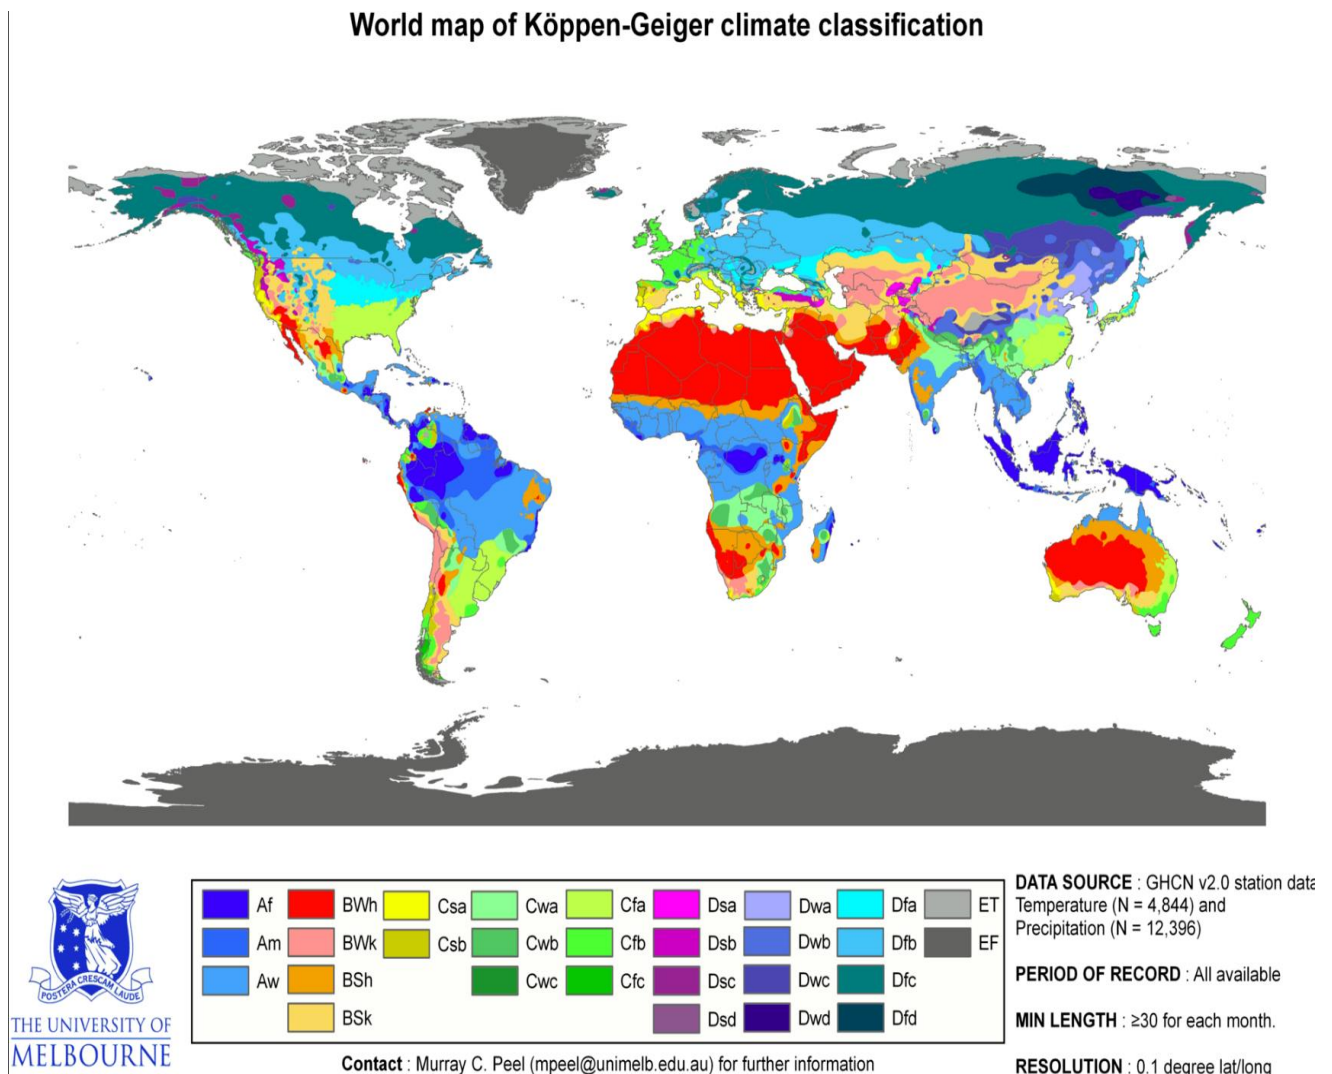 World map of Köppen-Geiger climate classification
Af
BWh
Csa
Cwa
Cfa
Dsa
Dwa
Dfa
ET
Am
BWk
Csb
Cwb
Cfb
Dsb
Dwb
Dfb
EF
Aw
BSh
Cwc
Cfc
Dsc
Dwc
Dfc
BSk
Dsd
Dwd
Dfd
DATA SOURCE : GHCN v2.0 station data
Temperature (N = 4,844) and
Precipitation (N = 12,396)
PERIOD OF RECORD : All available
MIN LENGTH : ≥30 for each month.
RESOLUTION : 0.1 degree lat/long
POSTERA CRESCAM LAUDE
THE UNIVERSITY OF
MELBOURNE
Contact : Murray C. Peel (mpeel@unimelb.edu.au) for further information